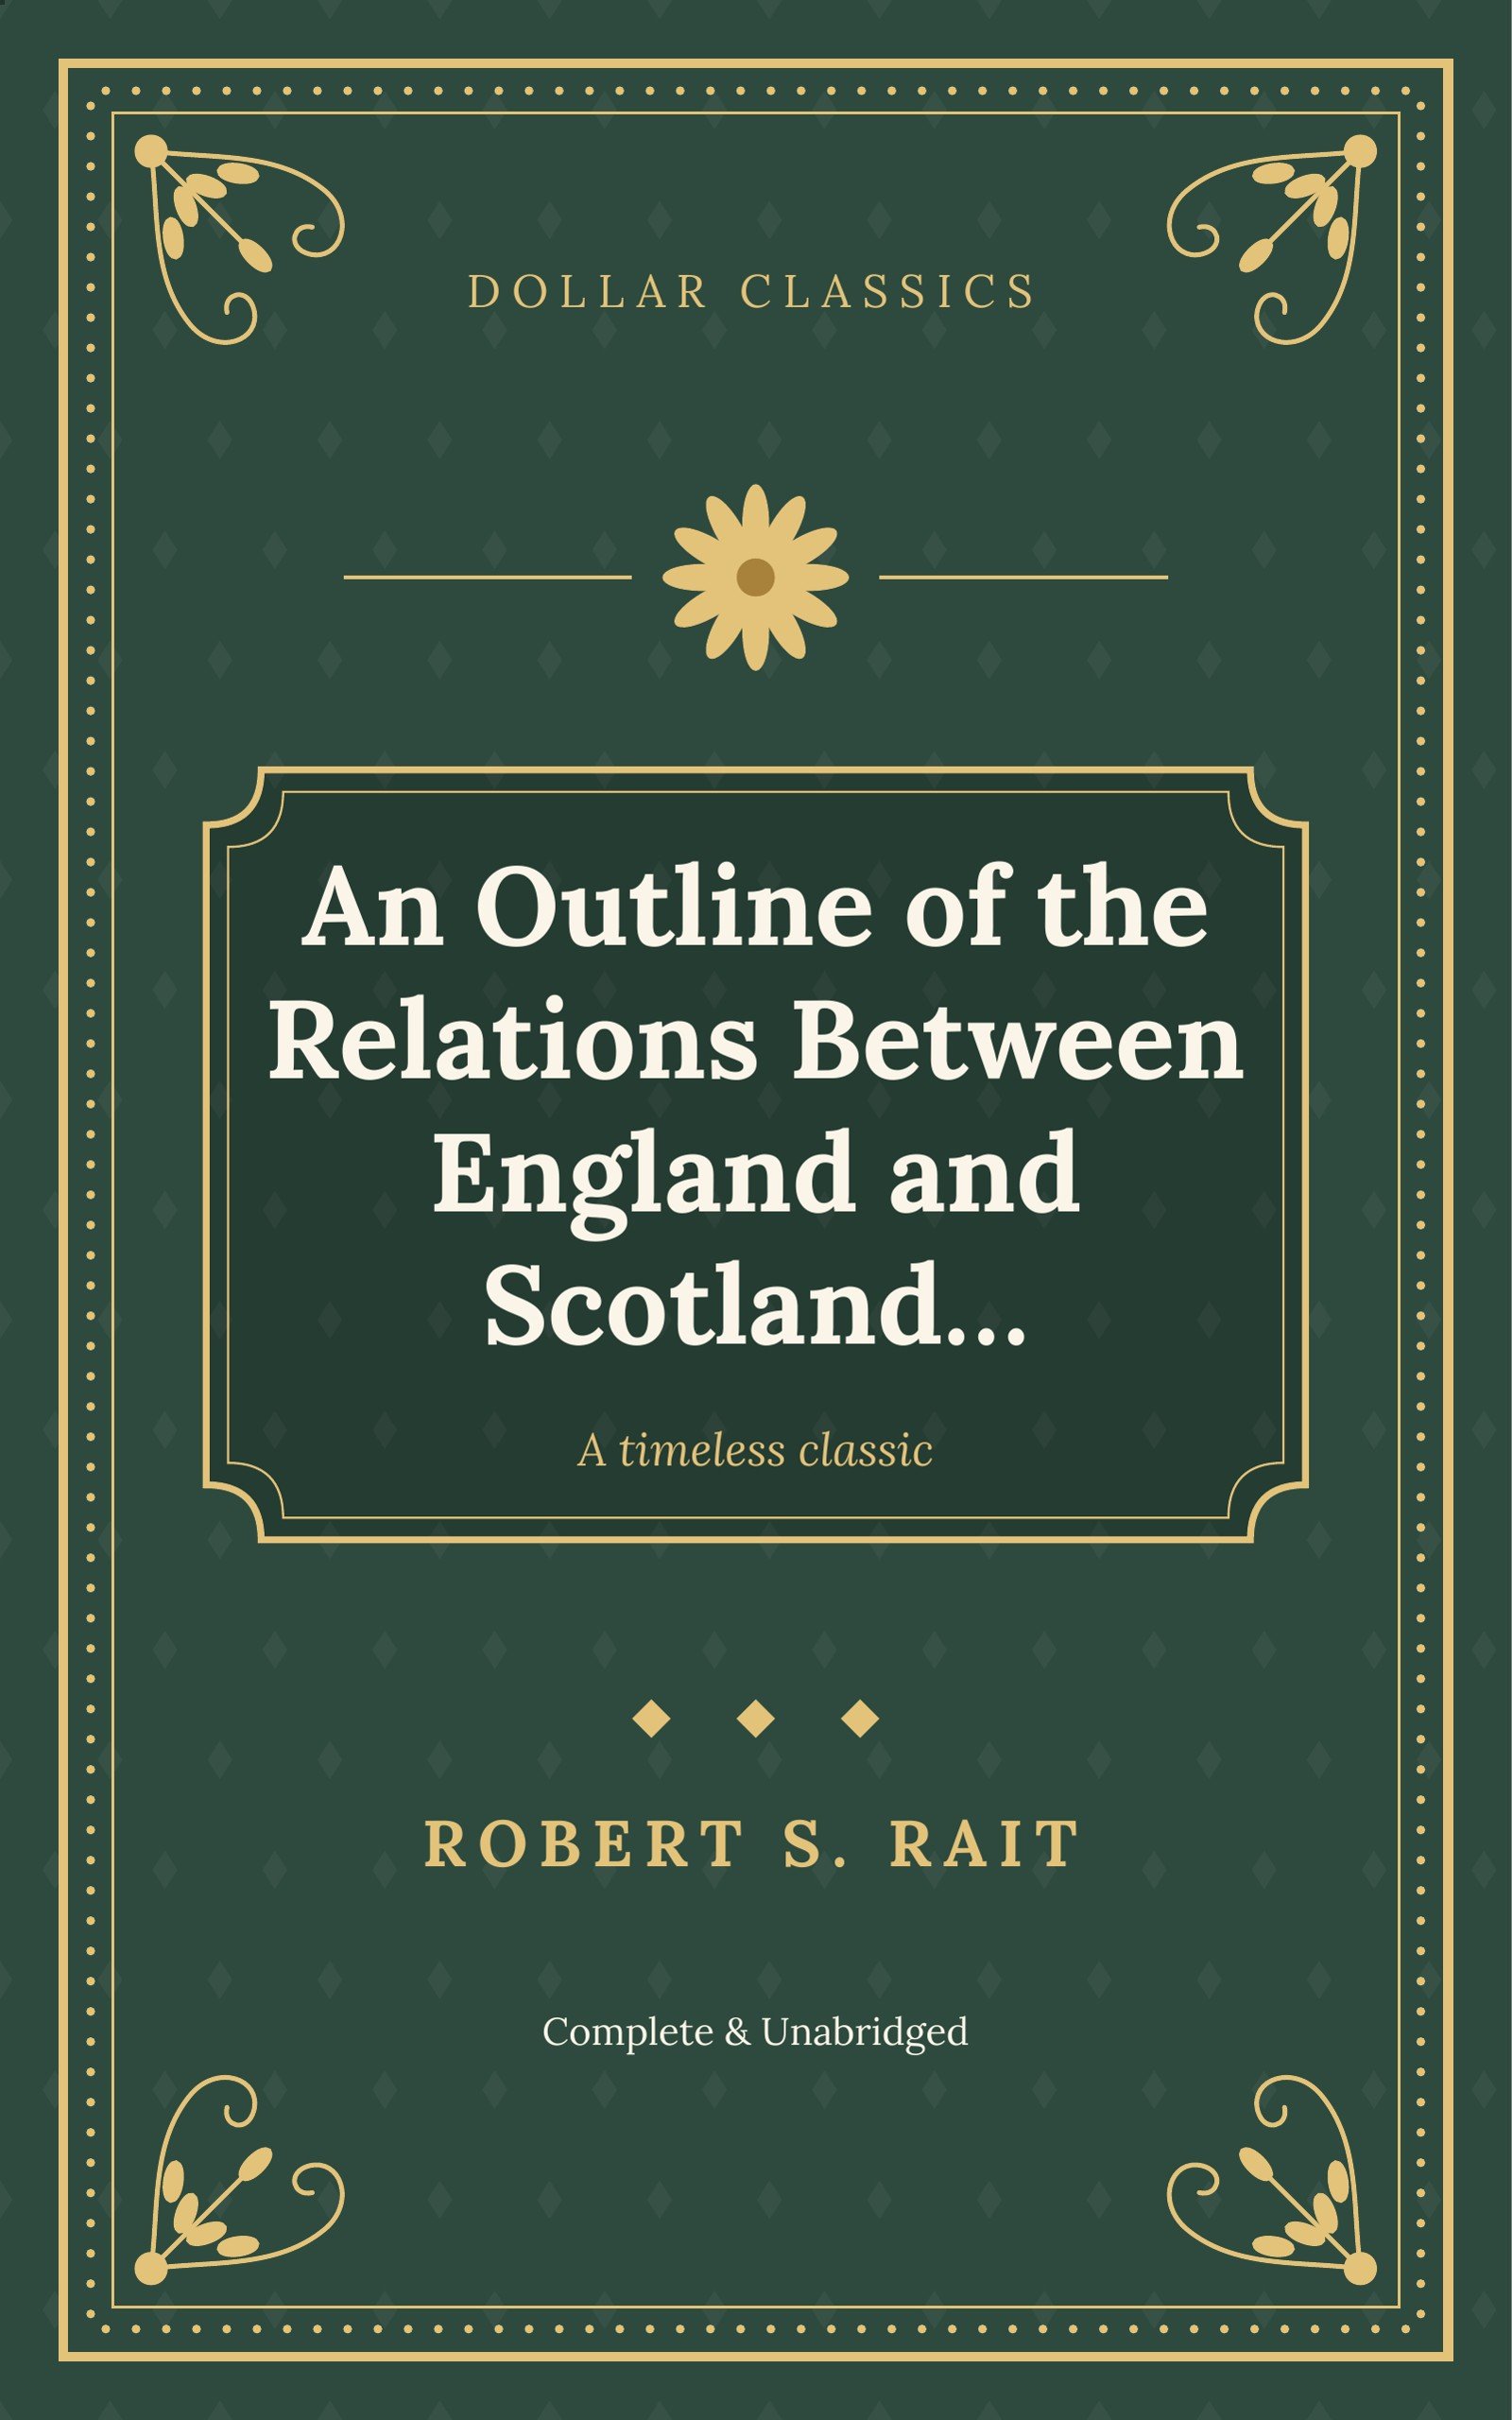 DOLLAR CLASSICS
An Outline of the
Relations Between
England and
Scotland...
A timeless classic
ROBERT S. RAIT
Complete & Unabridged